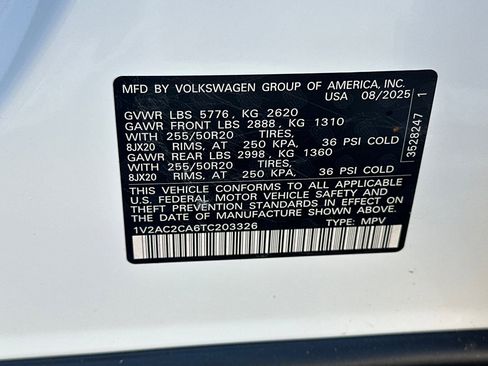 MFD BY VOLKSWAGEN GROUP OF AMERICA, INC.
USA 08/2025
GVWR LBS 5776, KG 2620
GAWR FRONT LBS 2888, KG 1310
WITH 255/50R20 TIRES,
8JX20 RIMS, AT 250 KPA, 36 PSI COLD
GAWR REAR LBS 2998, KG 1360
WITH 255/50R20 TIRES,
8JX20 RIMS, AT 250 KPA, 36 PSI COLD
THIS VEHICLE CONFORMS TO ALL APPLICABLE
U.S. FEDERAL MOTOR VEHICLE SAFETY AND
THEFT PREVENTION STANDARDS IN EFFECT ON
THE DATE OF MANUFACTURE SHOWN ABOVE.
1V2AC2CA6TC203326 TYPE: MPV
3528247 1